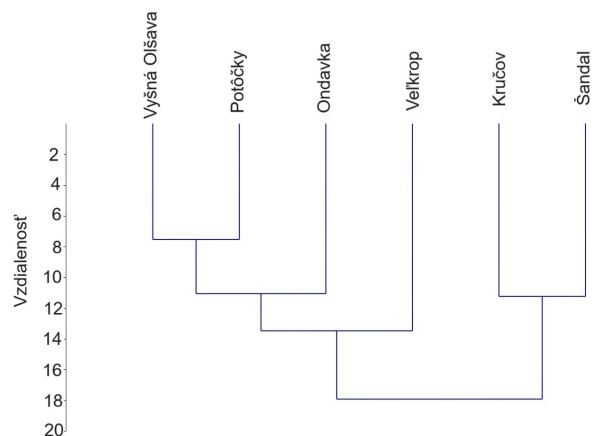 Vyšná Olšava
Potôčky
Ondavka
Veľkrop
Kručov
Šandal
Vzdialenosť
2
4
6
8
10
12
14
16
18
20